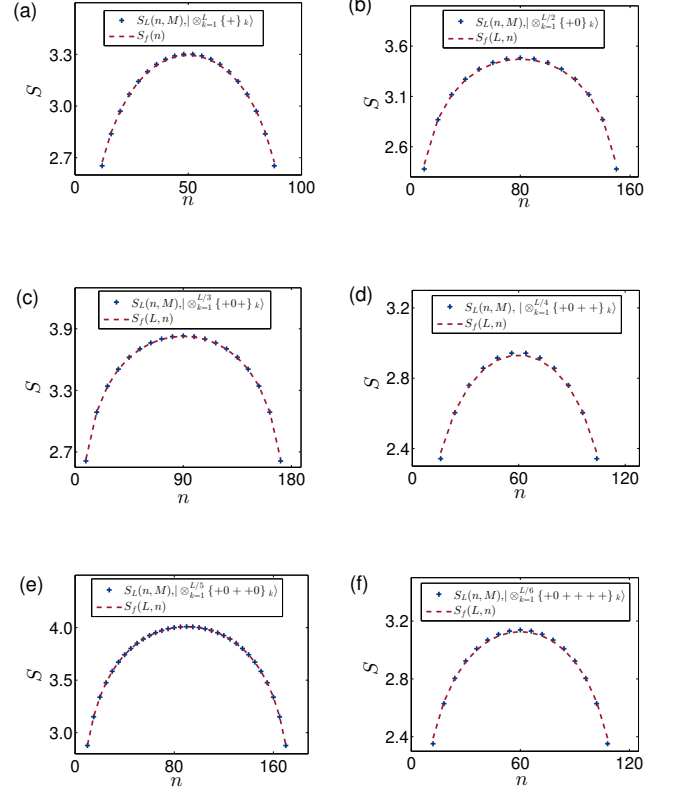 (a)
S_L(n, M),|⊗_{k=1}^{L} {+}_k⟩
S_f(n)
S
3.3
3.0
2.7
0 50 100
n
(b)
S_L(n, M),|⊗_{k=1}^{L/2} {+0}_k⟩
S_f(L, n)
S
3.6
3.1
2.6
0 80 160
n
(c)
S_L(n, M),|⊗_{k=1}^{L/3} {+0+}_k⟩
S_f(L, n)
S
3.9
3.3
2.7
0 90 180
n
(d)
S_L(n, M), |⊗_{k=1}^{L/4} {+0 + +}_k⟩
S_f(L, n)
S
3.2
2.8
2.4
0 60 120
n
(e)
S_L(n, M),|⊗_{k=1}^{L/5} {+0 + +0}_k⟩
S_f(L, n)
S
4.0
3.5
3.0
0 80 160
n
(f)
S_L(n, M),|⊗_{k=1}^{L/6} {+0 + + + +}_k⟩
S_f(L, n)
S
3.2
2.8
2.4
0 60 120
n